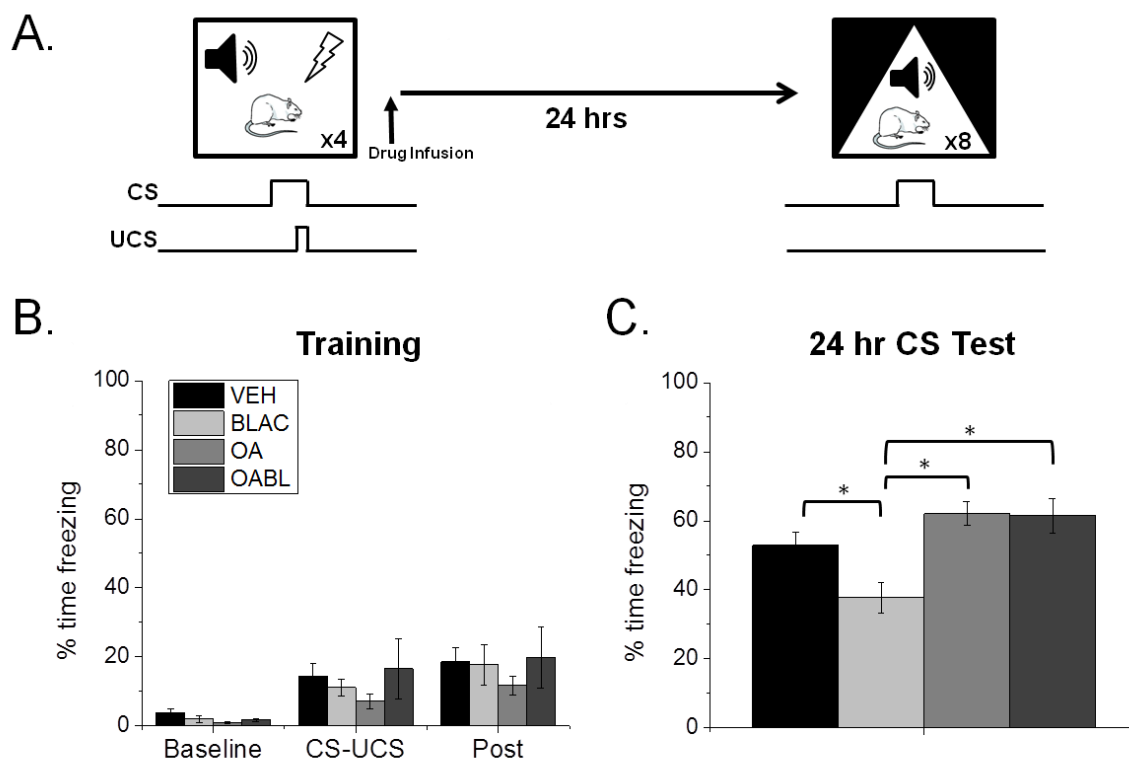 A.
x4
Drug Infusion
24 hrs
x8
CS
UCS
B.
Training
% time freezing
100
80
60
40
20
0
VEH
BLAC
OA
OABL
Baseline
CS-UCS
Post
C.
24 hr CS Test
% time freezing
100
80
60
40
20
0
*
*
*